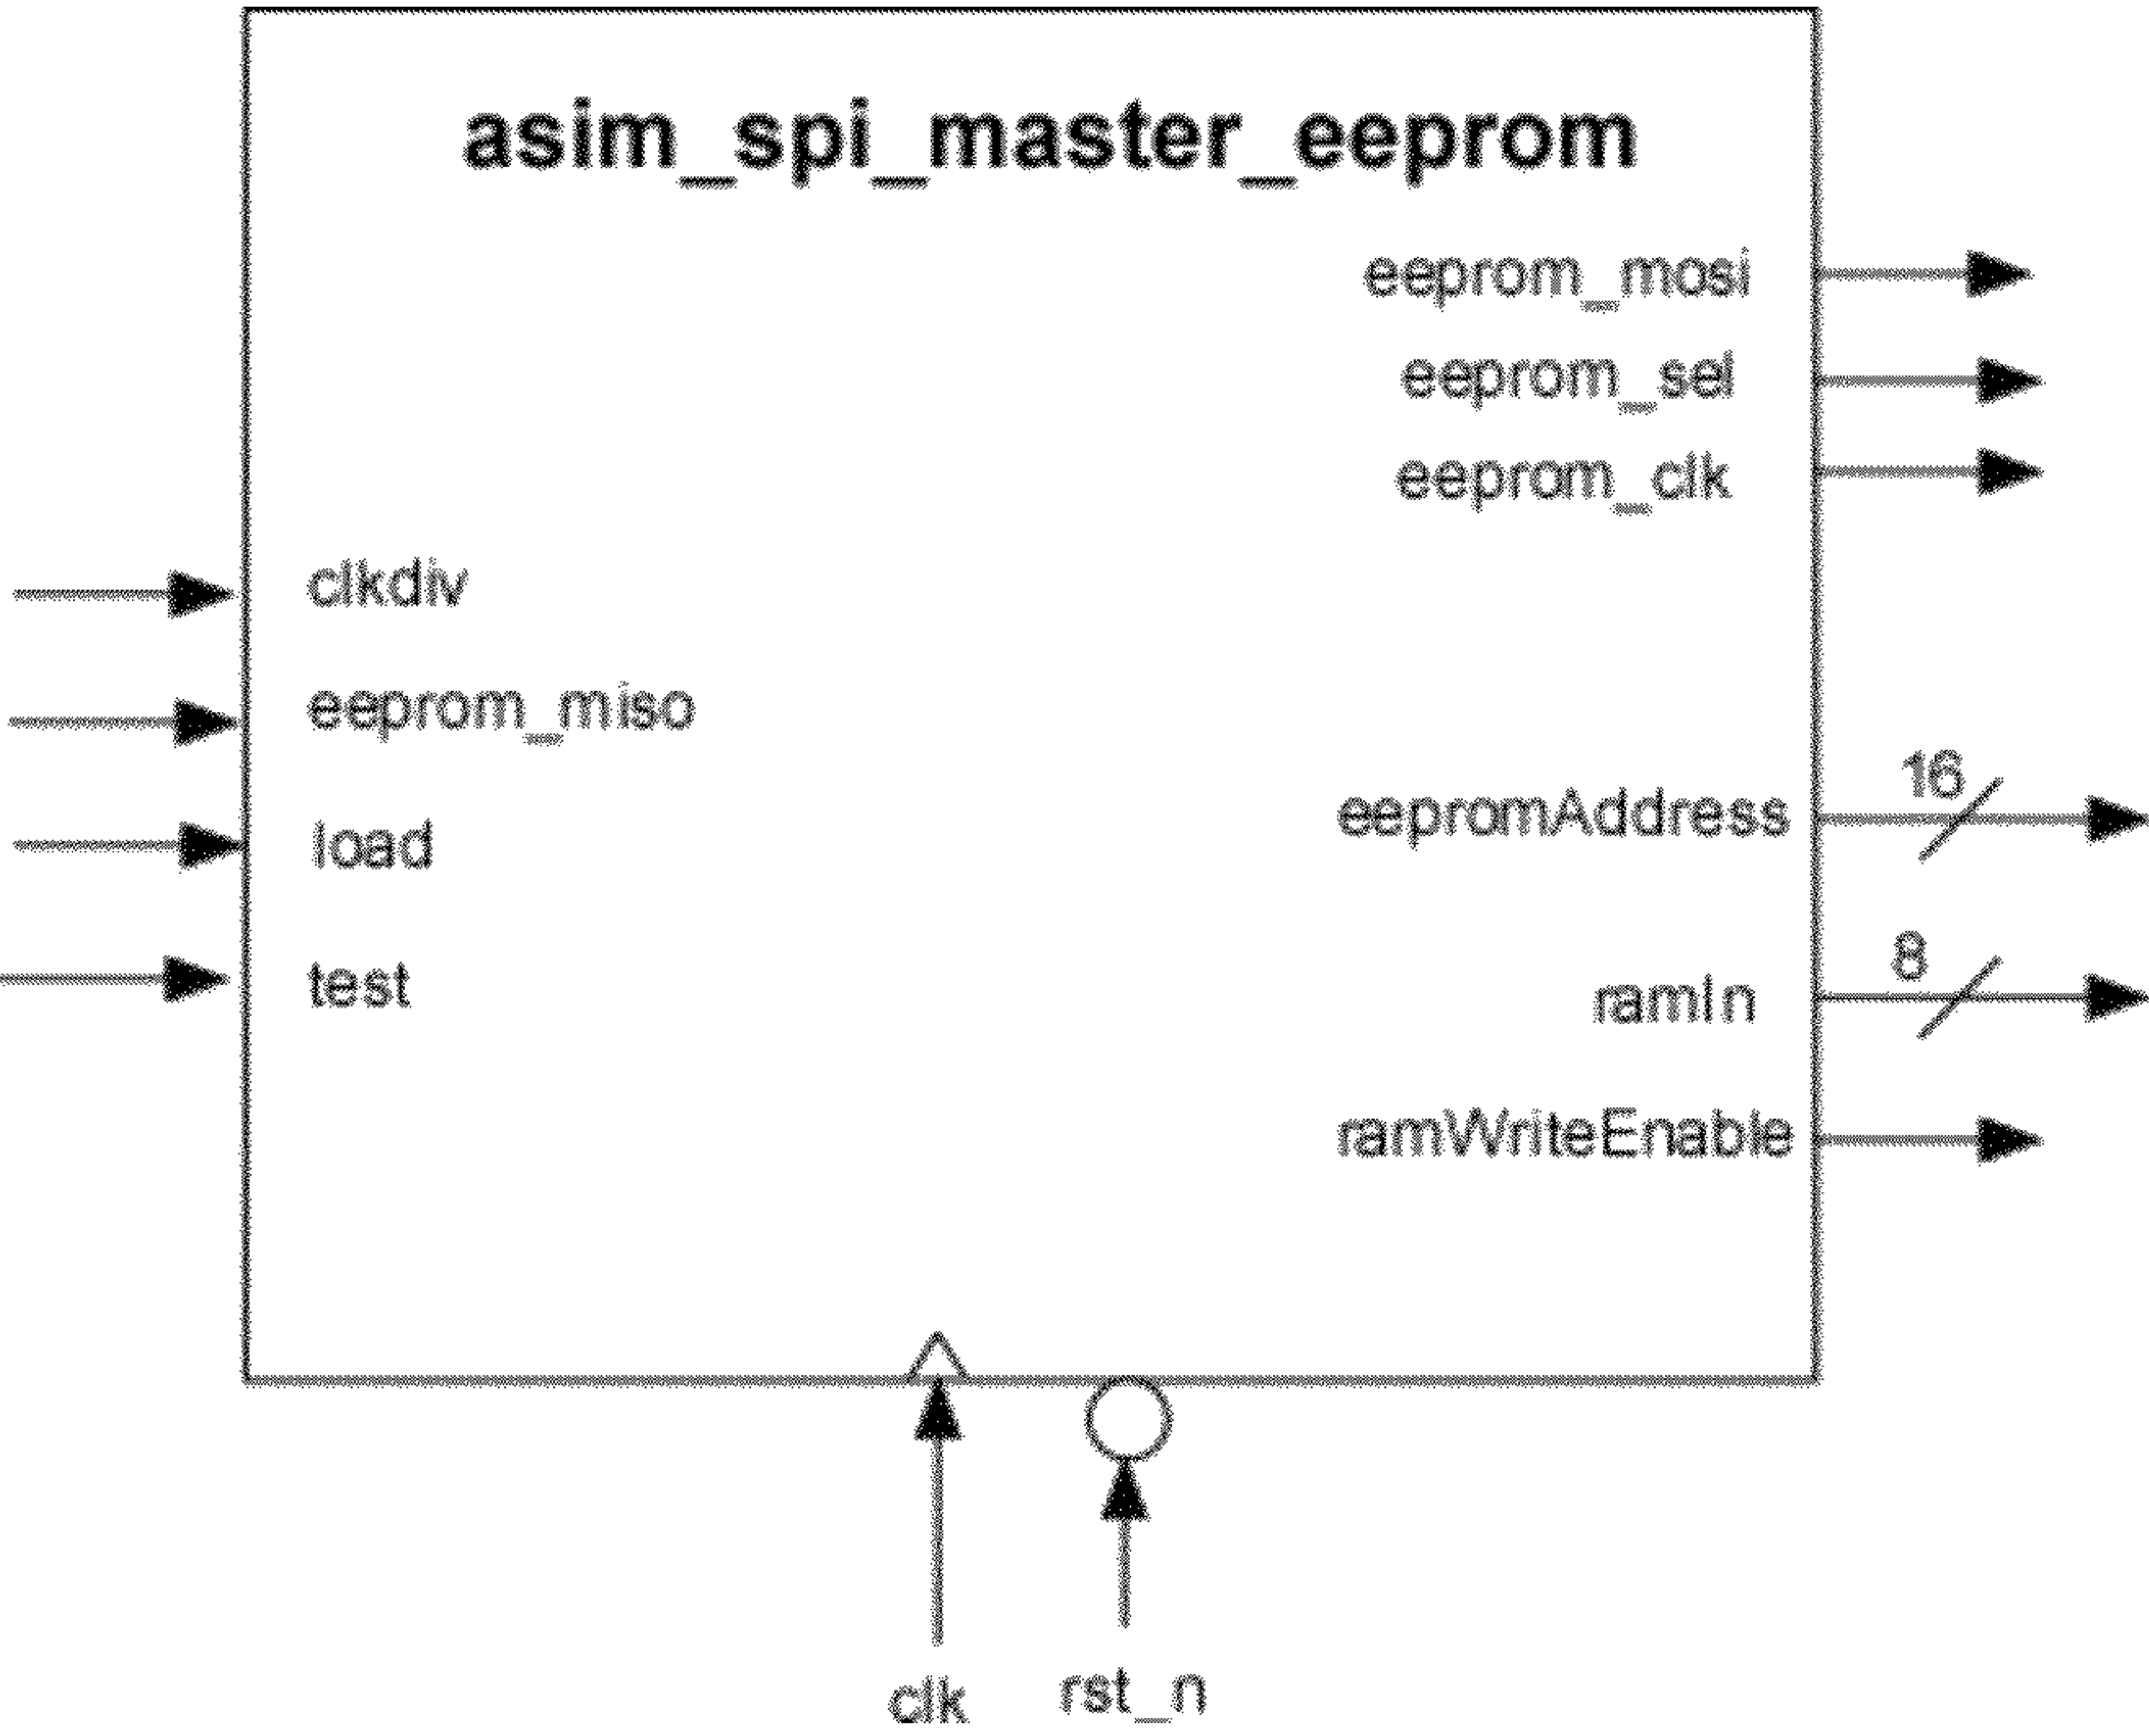 asim_spi_master_eeprom
eeprom_mosi
eeprom_sel
eeprom_clk
clkdiv
eeprom_miso
16
eepromAddress
load
8
test
ramIn
ramWriteEnable
clk
rst_n